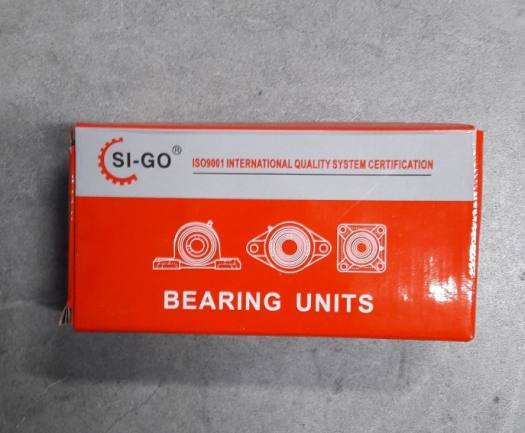 SI-GO®
ISO9001 INTERNATIONAL QUALITY SYSTEM CERTIFICATION
BEARING UNITS